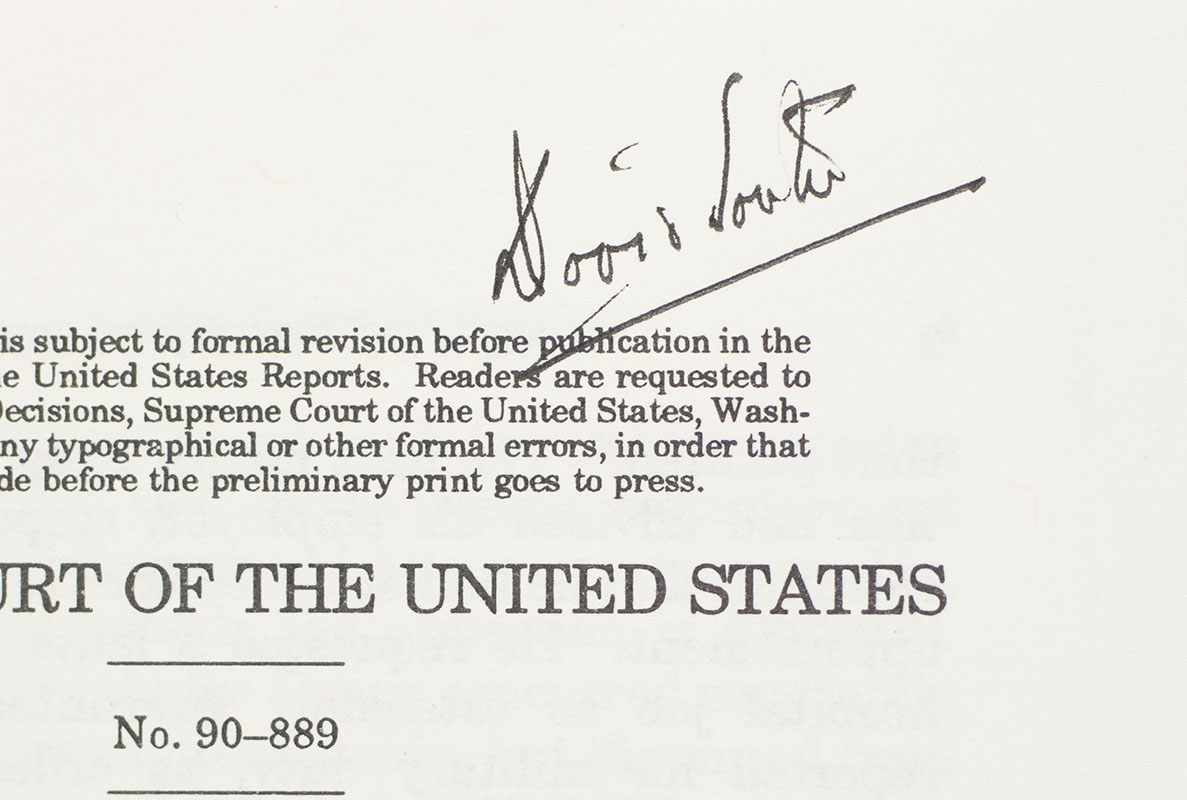 David Souter
is subject to formal revision before publication in the
e United States Reports. Readers are requested to
Decisions, Supreme Court of the United States, Wash-
ny typographical or other formal errors, in order that
de before the preliminary print goes to press.
URT OF THE UNITED STATES
No. 90–889